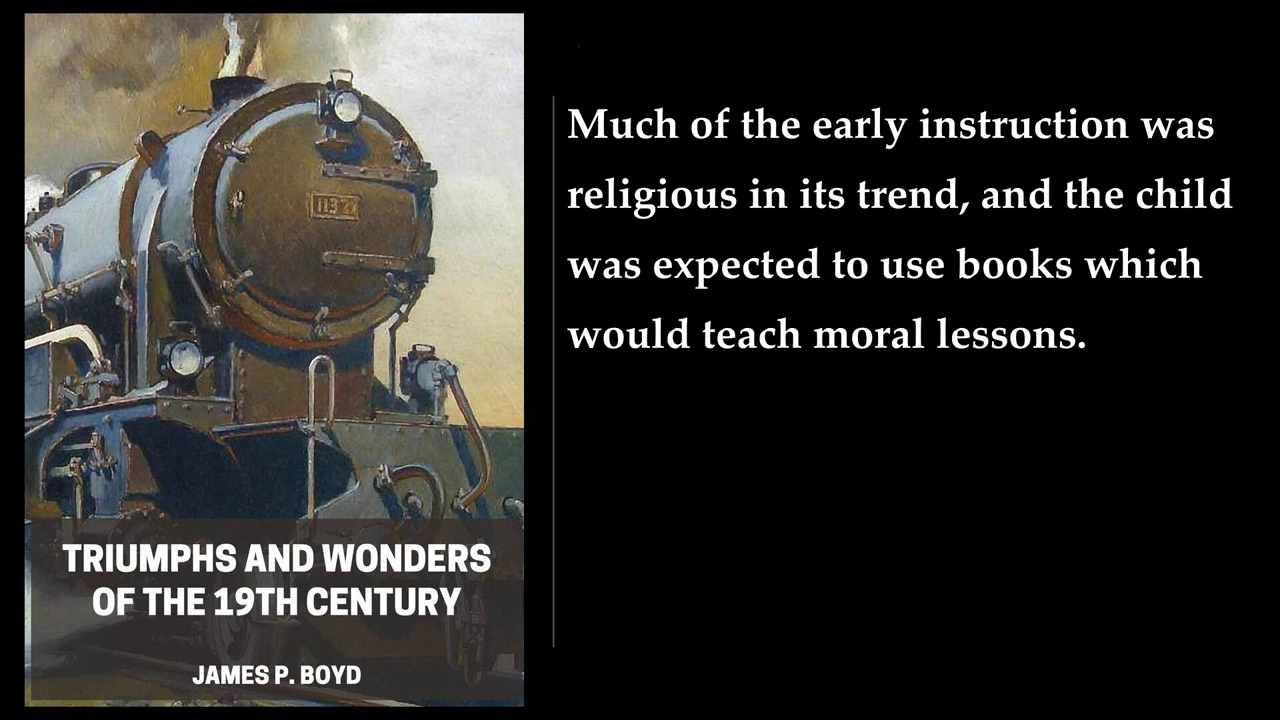 Much of the early instruction was
religious in its trend, and the child
was expected to use books which
would teach moral lessons.
TRIUMPHS AND WONDERS
OF THE 19TH CENTURY
JAMES P. BOYD